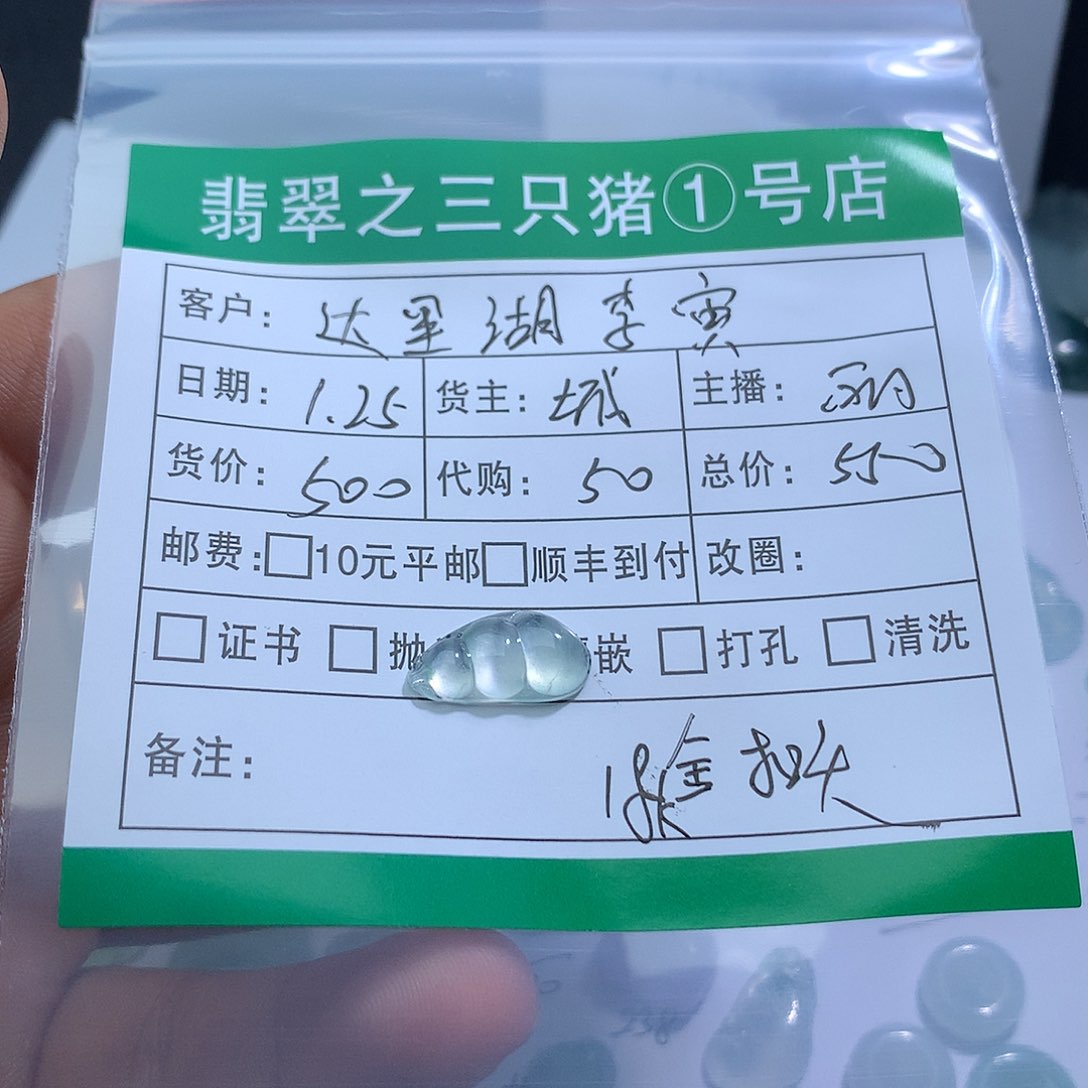 翡翠之三只猪①号店
客户：达里湖李寅
日期：1.25 货主：城 主播：
货价：500 代购：50 总价：550
邮费：□10元平邮□顺丰到付 改圈：
□证书 □抛 嵌 □打孔 □清洗
备注：